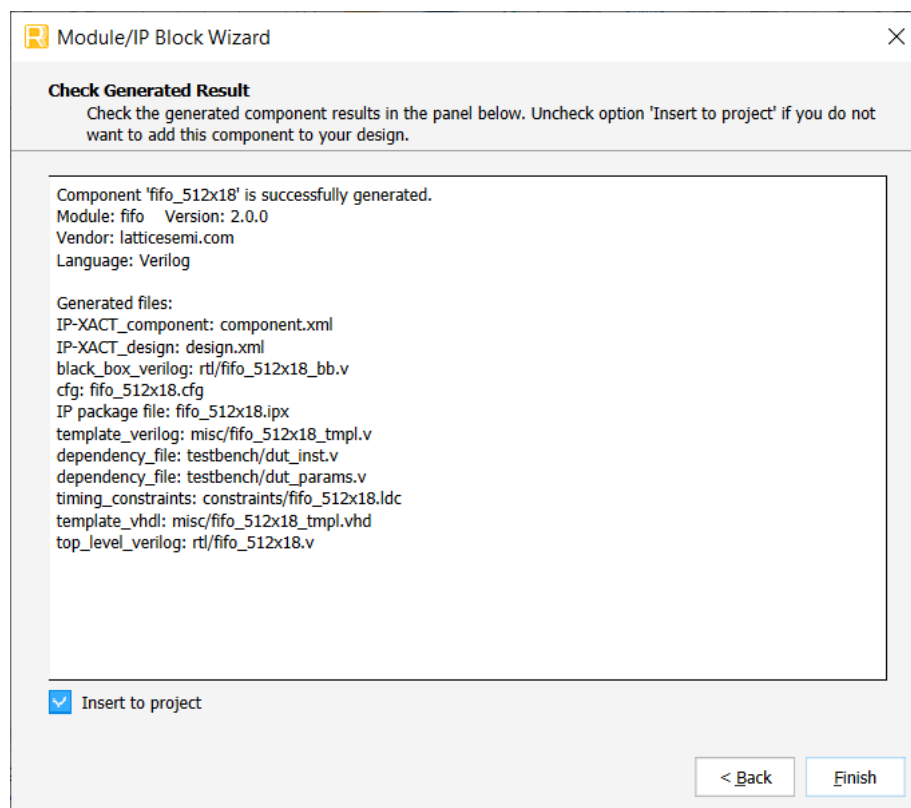 Module/IP Block Wizard
Check Generated Result
Check the generated component results in the panel below. Uncheck option 'Insert to project' if you do not
want to add this component to your design.
Component 'fifo_512x18' is successfully generated.
Module: fifo    Version: 2.0.0
Vendor: latticesemi.com
Language: Verilog
Generated files:
IP-XACT_component: component.xml
IP-XACT_design: design.xml
black_box_verilog: rtl/fifo_512x18_bb.v
cfg: fifo_512x18.cfg
IP package file: fifo_512x18.ipx
template_verilog: misc/fifo_512x18_tmpl.v
dependency_file: testbench/dut_inst.v
dependency_file: testbench/dut_params.v
timing_constraints: constraints/fifo_512x18.ldc
template_vhdl: misc/fifo_512x18_tmpl.vhd
top_level_verilog: rtl/fifo_512x18.v
Insert to project
< Back
Finish